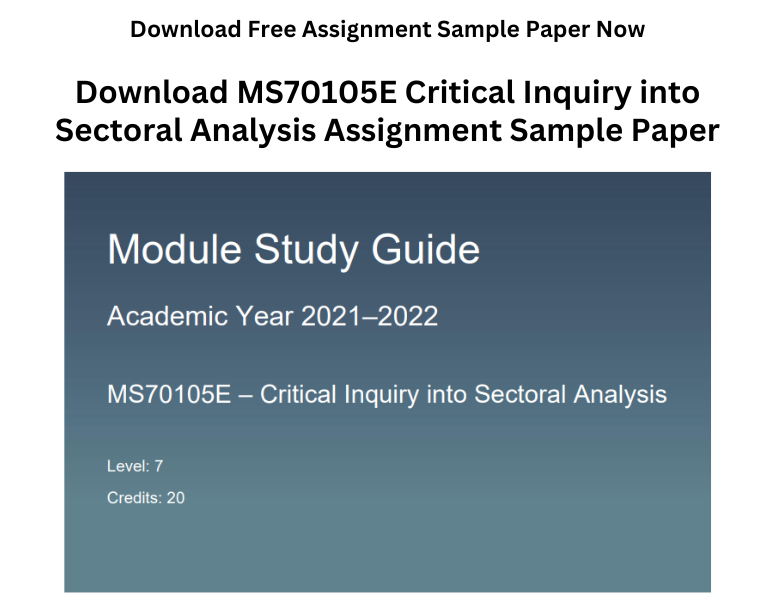 Download Free Assignment Sample Paper Now
Download MS70105E Critical Inquiry into
Sectoral Analysis Assignment Sample Paper
Module Study Guide
Academic Year 2021–2022
MS70105E – Critical Inquiry into Sectoral Analysis
Level: 7
Credits: 20